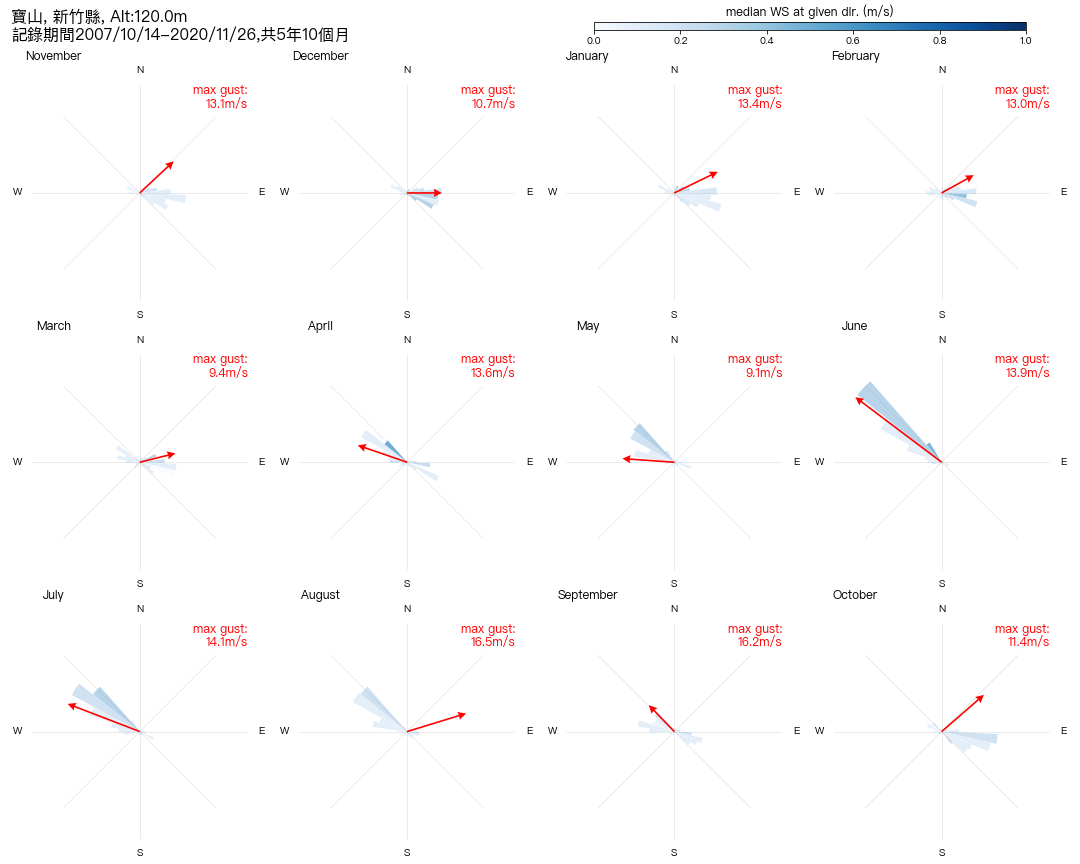 寶山, 新竹縣, Alt:120.0m
記錄期間2007/10/14-2020/11/26,共5年10個月
median WS at given dir. (m/s)
0.0 0.2 0.4 0.6 0.8 1.0
November December January February
N N N N
max gust: 13.1m/s max gust: 10.7m/s max gust: 13.4m/s max gust: 13.0m/s
W E W E W E W E
S S S S
March April May June
N N N N
max gust: 9.4m/s max gust: 13.6m/s max gust: 9.1m/s max gust: 13.9m/s
W E W E W E W E
S S S S
July August September October
N N N N
max gust: 14.1m/s max gust: 16.5m/s max gust: 16.2m/s max gust: 11.4m/s
W E W E W E W E
S S S S